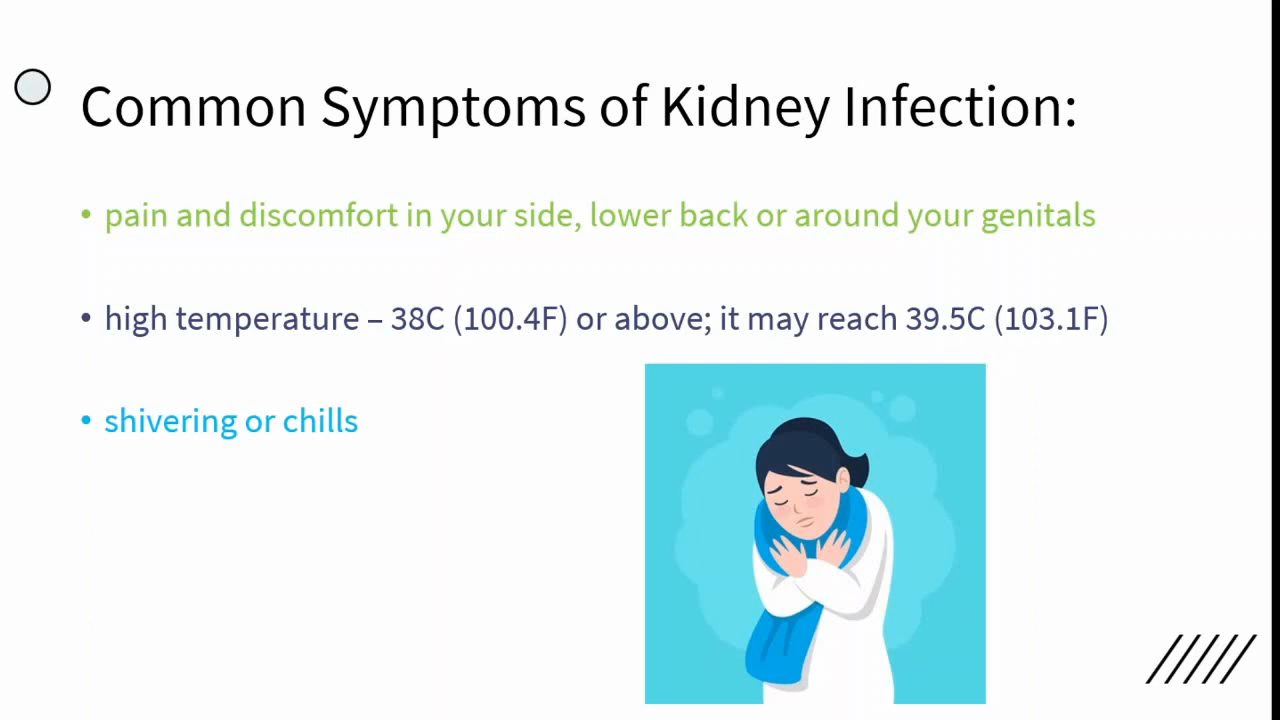 Common Symptoms of Kidney Infection:
• pain and discomfort in your side, lower back or around your genitals
• high temperature – 38C (100.4F) or above; it may reach 39.5C (103.1F)
• shivering or chills